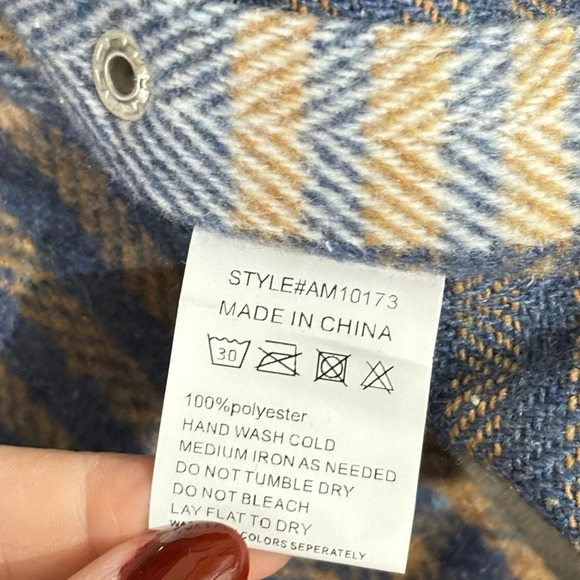 STYLE#AM10173
MADE IN CHINA
30
100%polyester
HAND WASH COLD
MEDIUM IRON AS NEEDED
DO NOT TUMBLE DRY
DO NOT BLEACH
LAY FLAT TO DRY
COLORS SEPERATELY